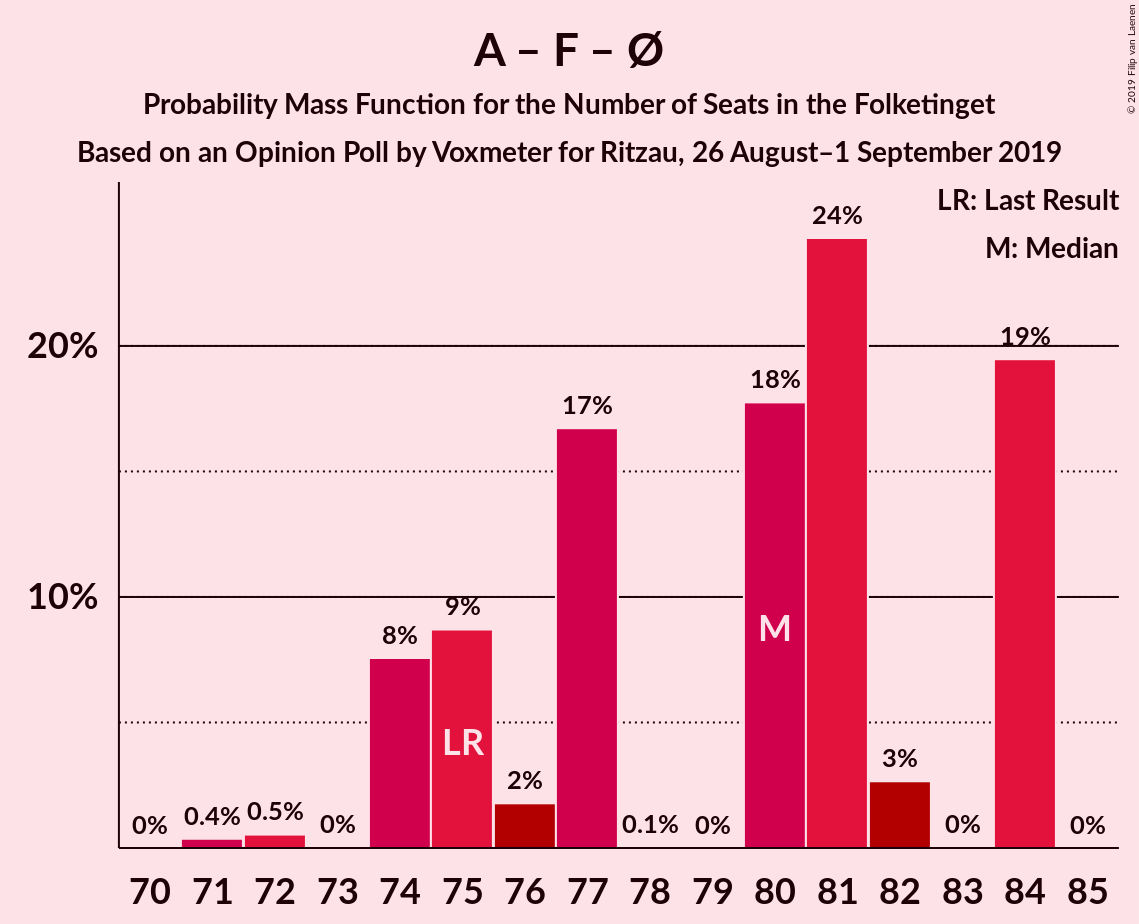 A – F – Ø
Probability Mass Function for the Number of Seats in the Folketinget
Based on an Opinion Poll by Voxmeter for Ritzau, 26 August–1 September 2019
© 2019 Filip van Laenen
LR: Last Result
M: Median
20%
10%
0%
0.4%
0.5%
0%
8%
9%
2%
17%
0.1%
0%
18%
24%
3%
0%
19%
0%
LR
M
70 71 72 73 74 75 76 77 78 79 80 81 82 83 84 85